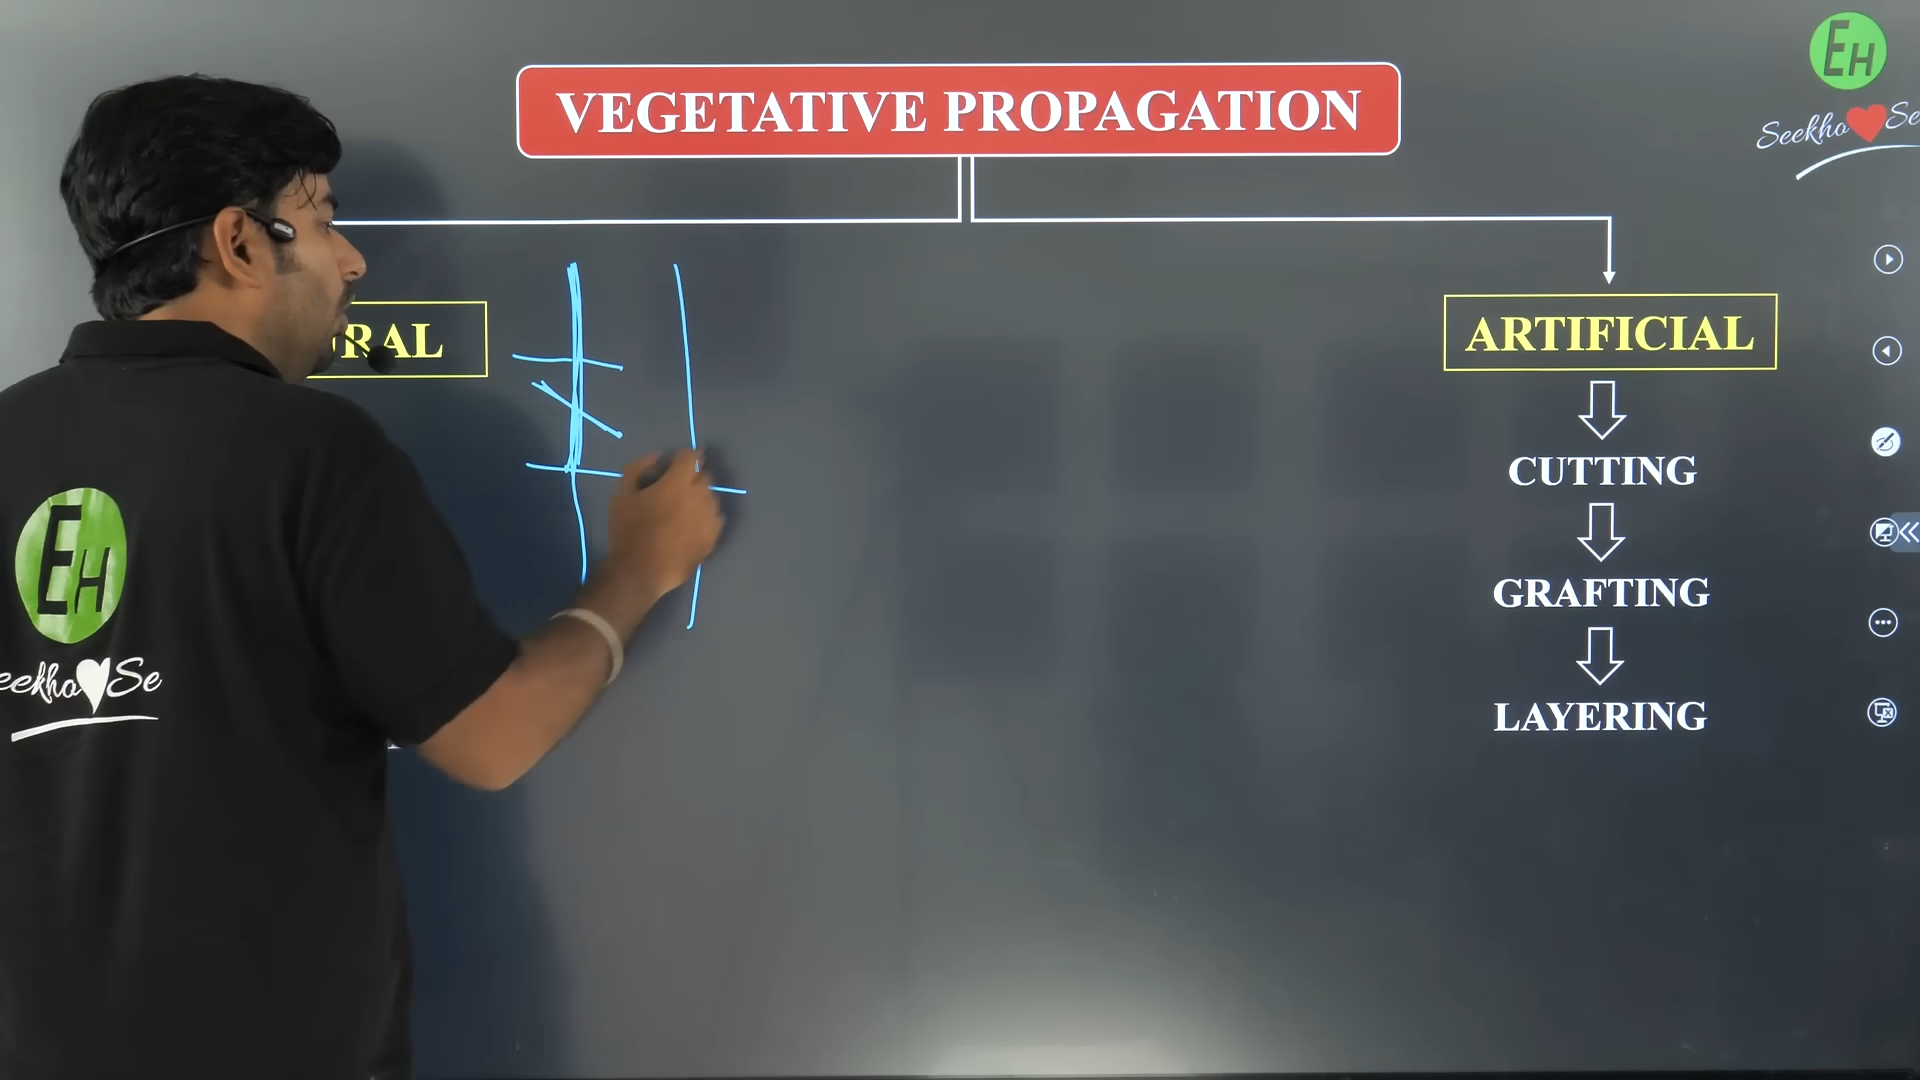 EH
Seekho Se
VEGETATIVE PROPAGATION
RAL
ARTIFICIAL
CUTTING
GRAFTING
LAYERING
EH
eekho Se